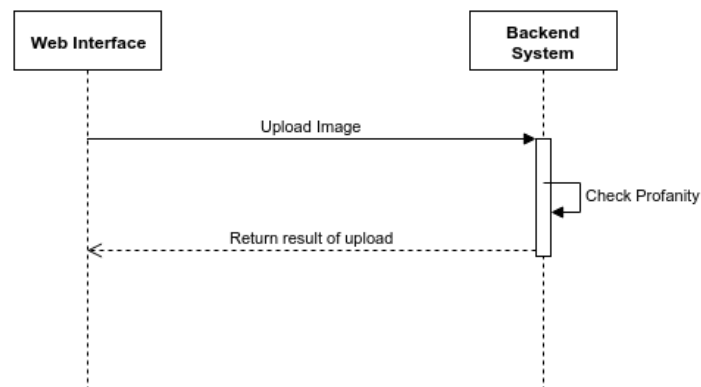 Web Interface
Backend
System
Upload Image
Check Profanity
Return result of upload